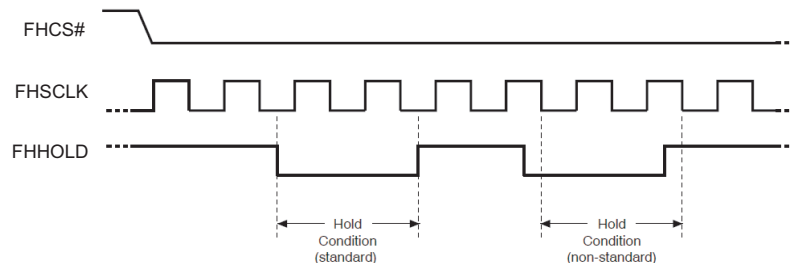 FHCS#
FHSCLK
FHHOLD
Hold
Condition
(standard)
Hold
Condition
(non-standard)